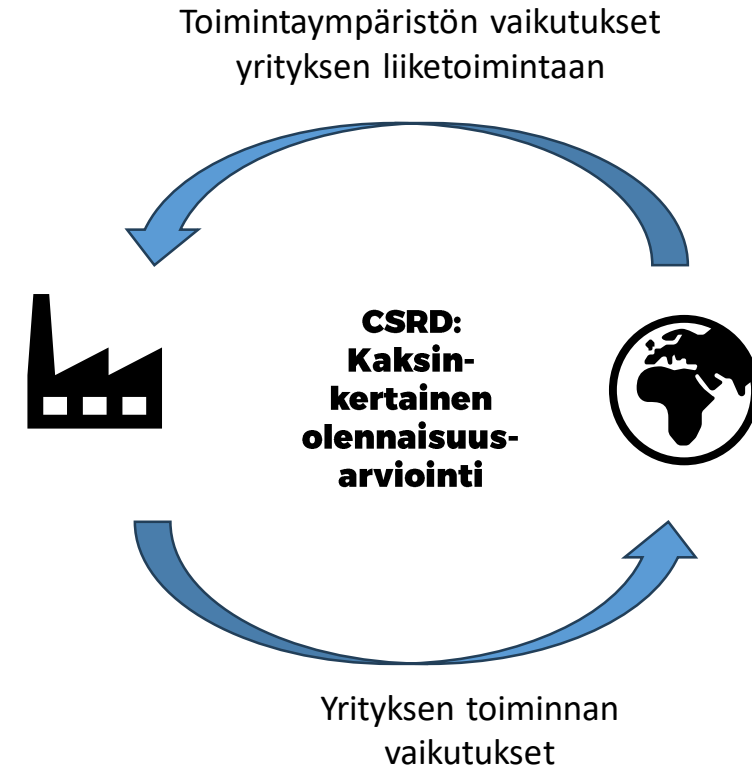 Toimintaympäristön vaikutukset
yrityksen liiketoimintaan
CSRD:
Kaksin-
kertainen
olennaisuus-
arviointi
Yrityksen toiminnan
vaikutukset